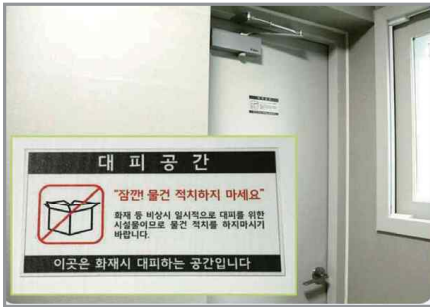 대피공간
"잠깐! 물건 적치하지 마세요"
화재 등 비상시 일시적으로 대피를 위한
시설물이므로 물건 적치를 하지마시기
바랍니다.
이곳은 화재시 대피하는 공간입니다